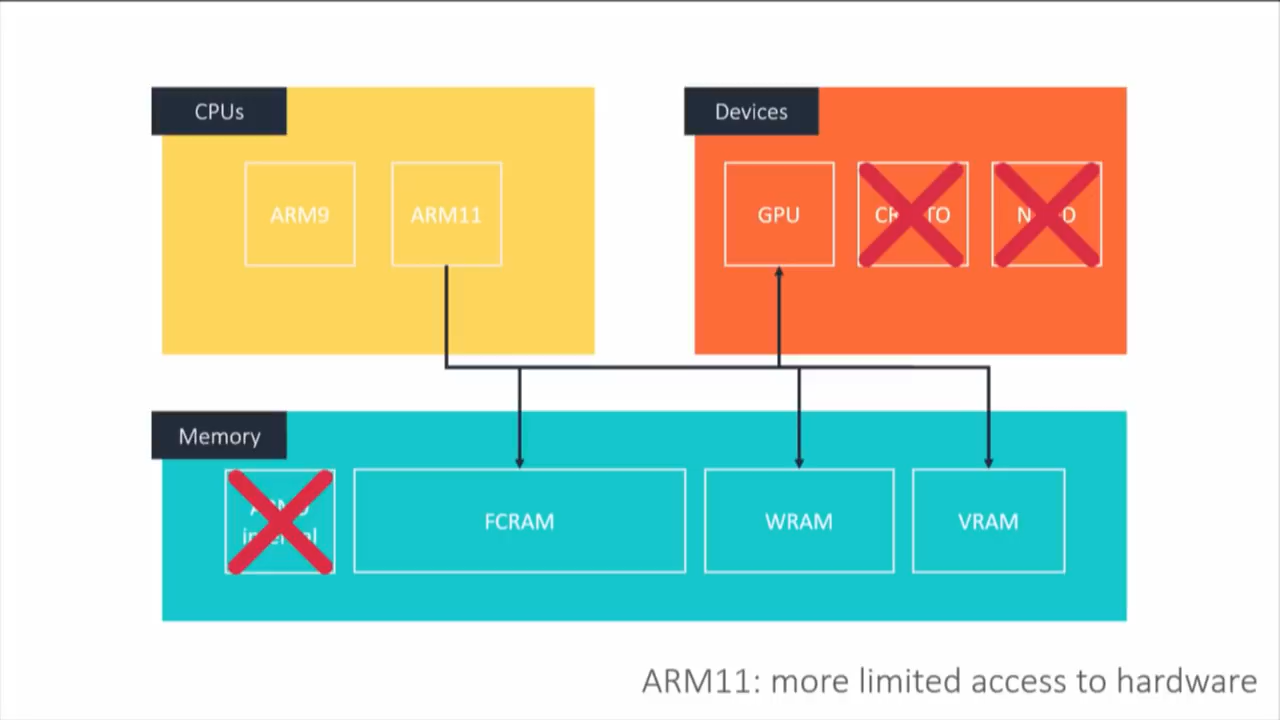 CPUs
Devices
ARM9
ARM11
GPU
Memory
FCRAM
WRAM
VRAM
ARM11: more limited access to hardware